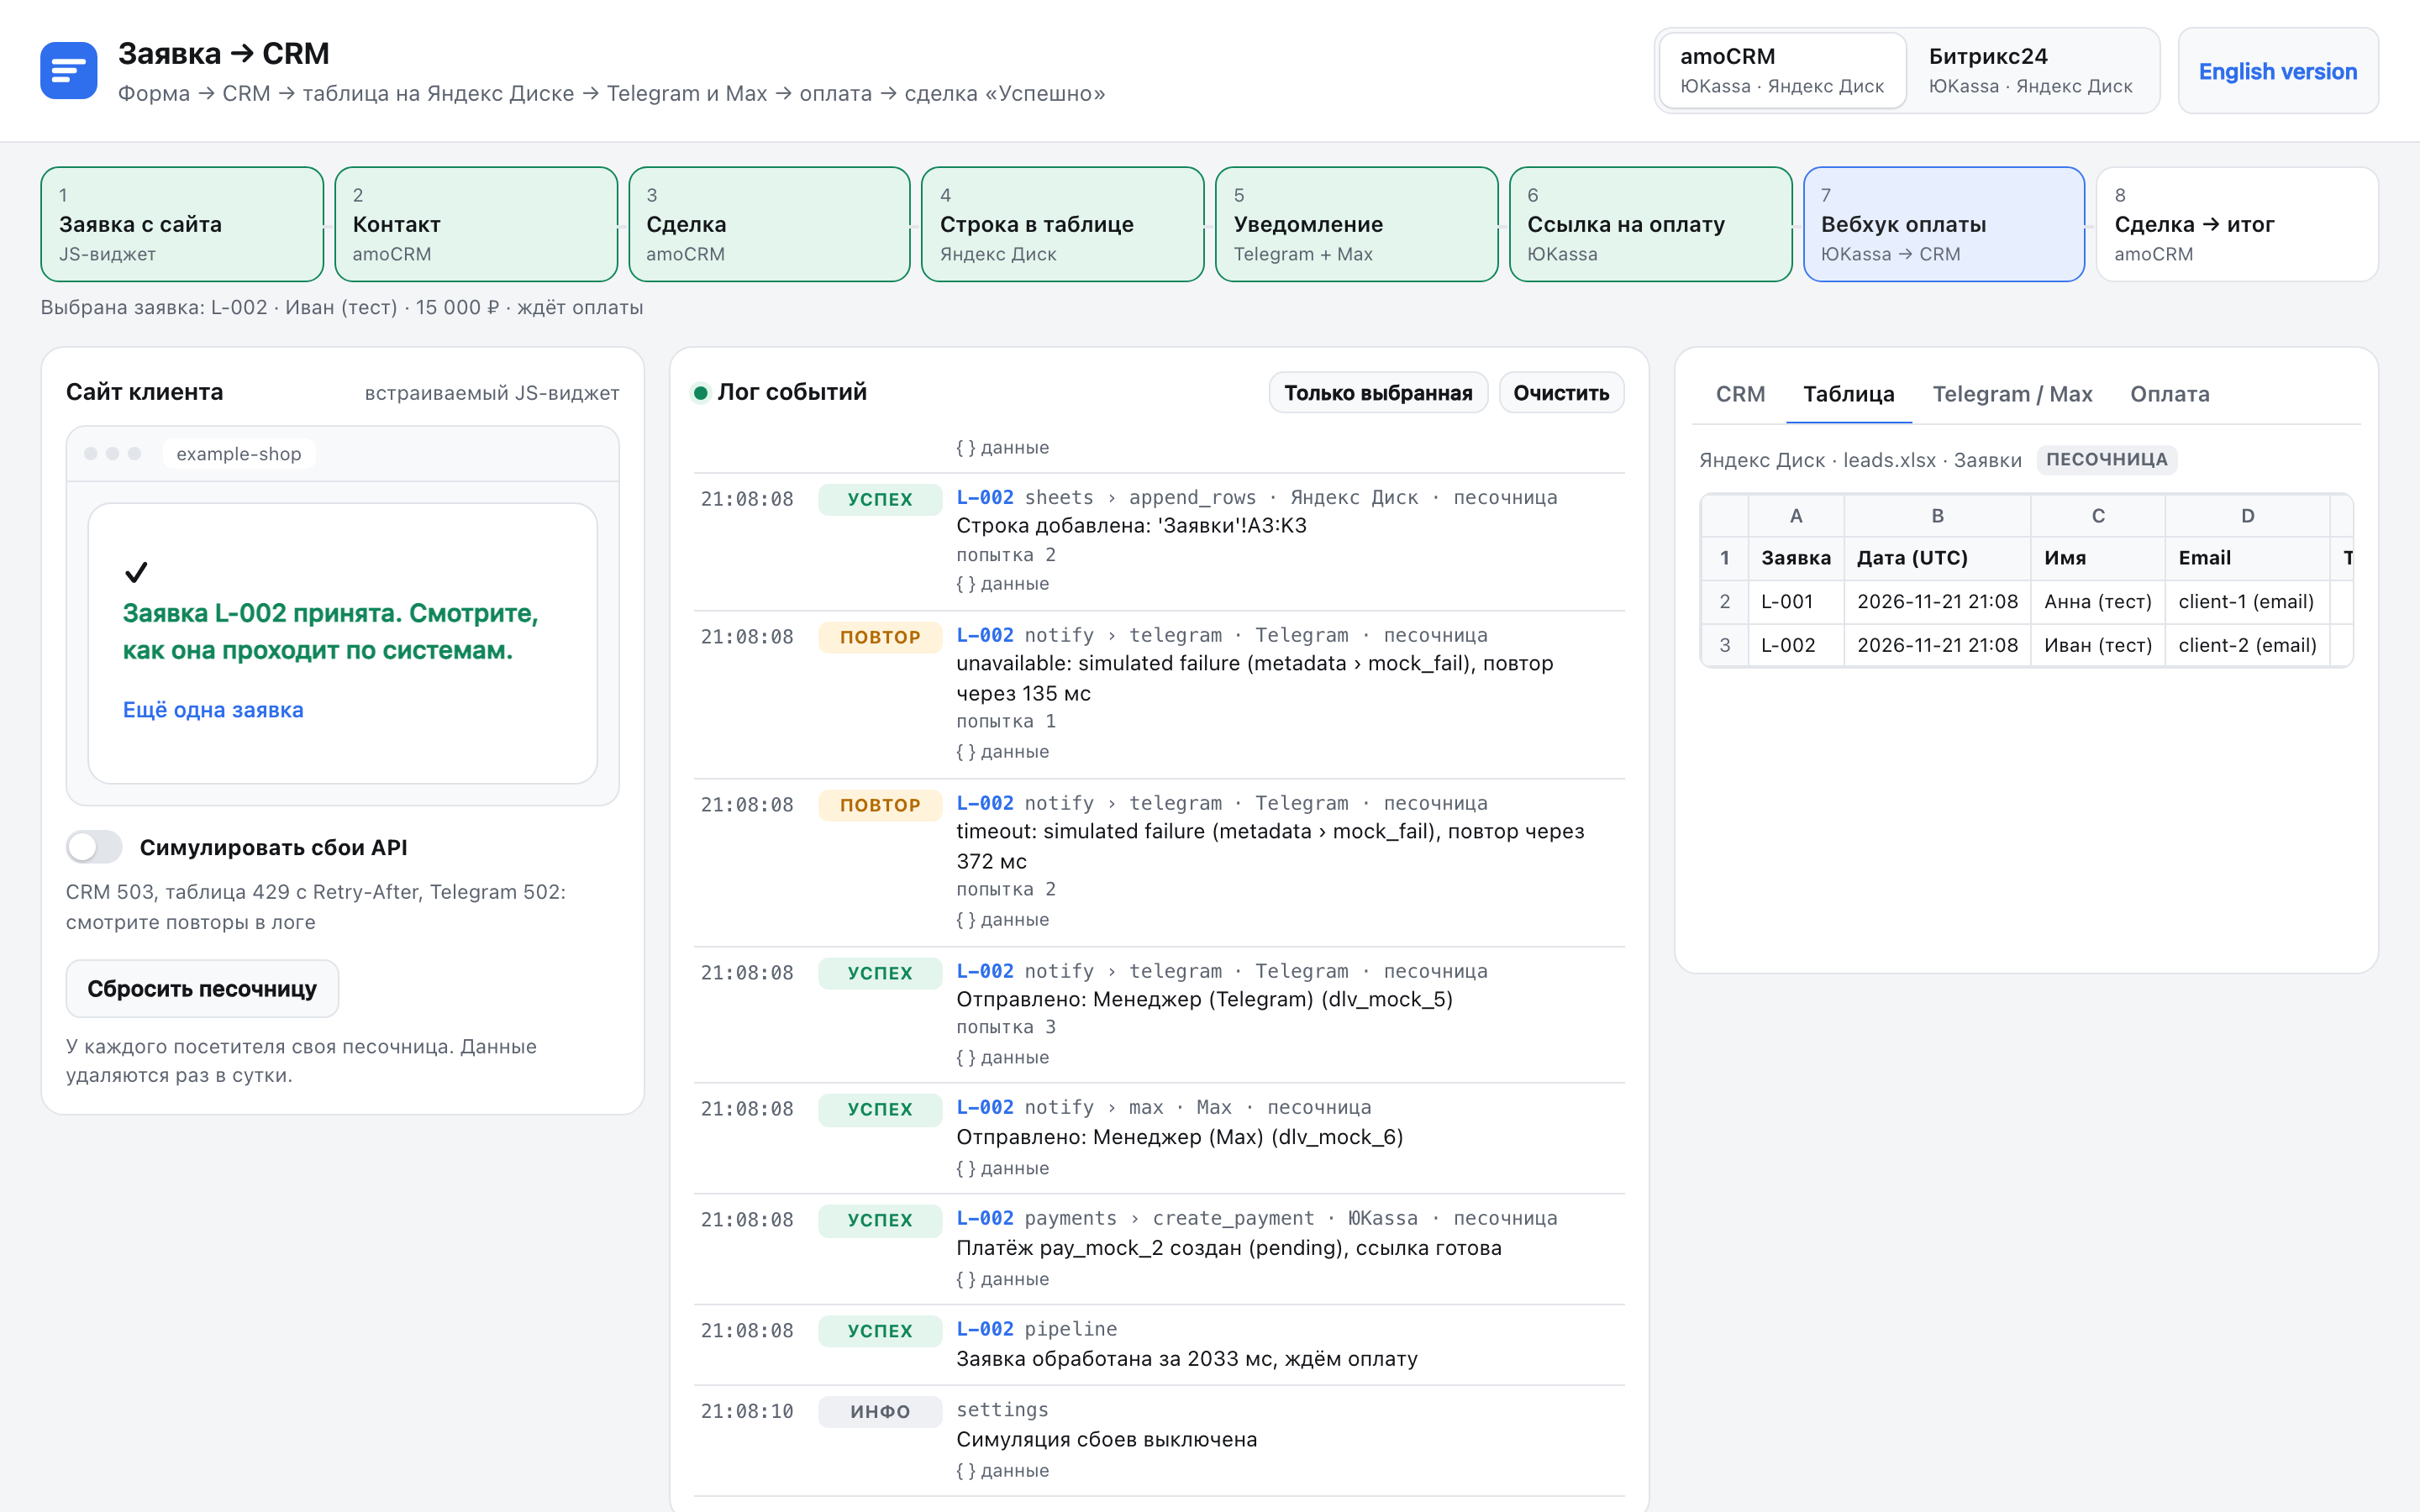 Заявка → CRM
Форма → CRM → таблица на Яндекс Диске → Telegram и Max → оплата → сделка «Успешно»
amoCRM
ЮKassa · Яндекс Диск
Битрикс24
ЮKassa · Яндекс Диск
English version
1
Заявка с сайта
JS-виджет
2
Контакт
amoCRM
3
Сделка
amoCRM
4
Строка в таблице
Яндекс Диск
5
Уведомление
Telegram + Max
6
Ссылка на оплату
ЮKassa
7
Вебхук оплаты
ЮKassa → CRM
8
Сделка → итог
amoCRM
Выбрана заявка: L-002 · Иван (тест) · 15 000 ₽ · ждёт оплаты
Сайт клиента
встраиваемый JS-виджет
example-shop
✓
Заявка L-002 принята. Смотрите,
как она проходит по системам.
Ещё одна заявка
Симулировать сбои API
CRM 503, таблица 429 с Retry-After, Telegram 502:
смотрите повторы в логе
Сбросить песочницу
У каждого посетителя своя песочница. Данные
удаляются раз в сутки.
Лог событий
Только выбранная
Очистить
{ } данные
21:08:08 УСПЕХ L-002 sheets › append_rows · Яндекс Диск · песочница
Строка добавлена: 'Заявки'!A3:K3
попытка 2
{ } данные
21:08:08 ПОВТОР L-002 notify › telegram · Telegram · песочница
unavailable: simulated failure (metadata › mock_fail), повтор
через 135 мс
попытка 1
{ } данные
21:08:08 ПОВТОР L-002 notify › telegram · Telegram · песочница
timeout: simulated failure (metadata › mock_fail), повтор через
372 мс
попытка 2
{ } данные
21:08:08 УСПЕХ L-002 notify › telegram · Telegram · песочница
Отправлено: Менеджер (Telegram) (dlv_mock_5)
попытка 3
{ } данные
21:08:08 УСПЕХ L-002 notify › max · Max · песочница
Отправлено: Менеджер (Max) (dlv_mock_6)
{ } данные
21:08:08 УСПЕХ L-002 payments › create_payment · ЮKassa · песочница
Платёж pay_mock_2 создан (pending), ссылка готова
{ } данные
21:08:08 УСПЕХ L-002 pipeline
Заявка обработана за 2033 мс, ждём оплату
21:08:10 ИНФО settings
Симуляция сбоев выключена
{ } данные
CRM Таблица Telegram / Max Оплата
Яндекс Диск · leads.xlsx · Заявки ПЕСОЧНИЦА
A B C D
1 Заявка Дата (UTC) Имя Email
2 L-001 2026-11-21 21:08 Анна (тест) client-1 (email)
3 L-002 2026-11-21 21:08 Иван (тест) client-2 (email)